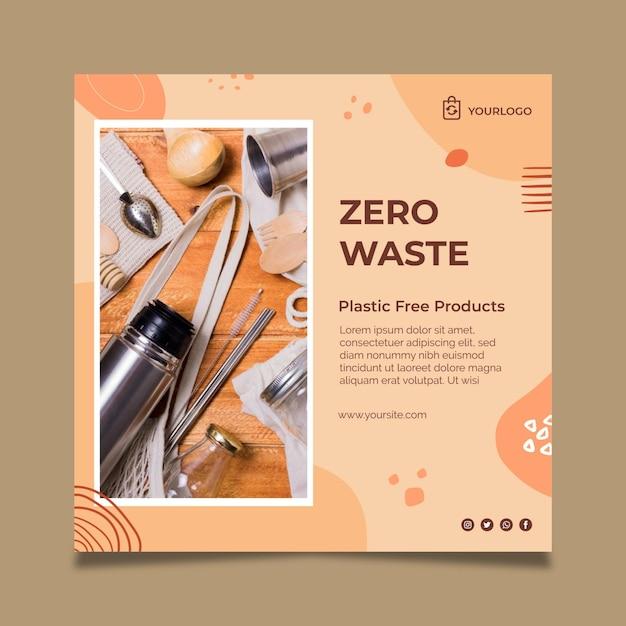 YOURLOGO
ZERO
WASTE
Plastic Free Products
Lorem ipsum dolor sit amet,
consectetuer adipiscing elit, sed
diam nonummy nibh euismod
tincidunt ut laoreet dolore magna
aliquam erat volutpat. Ut wisi
www.yoursite.com